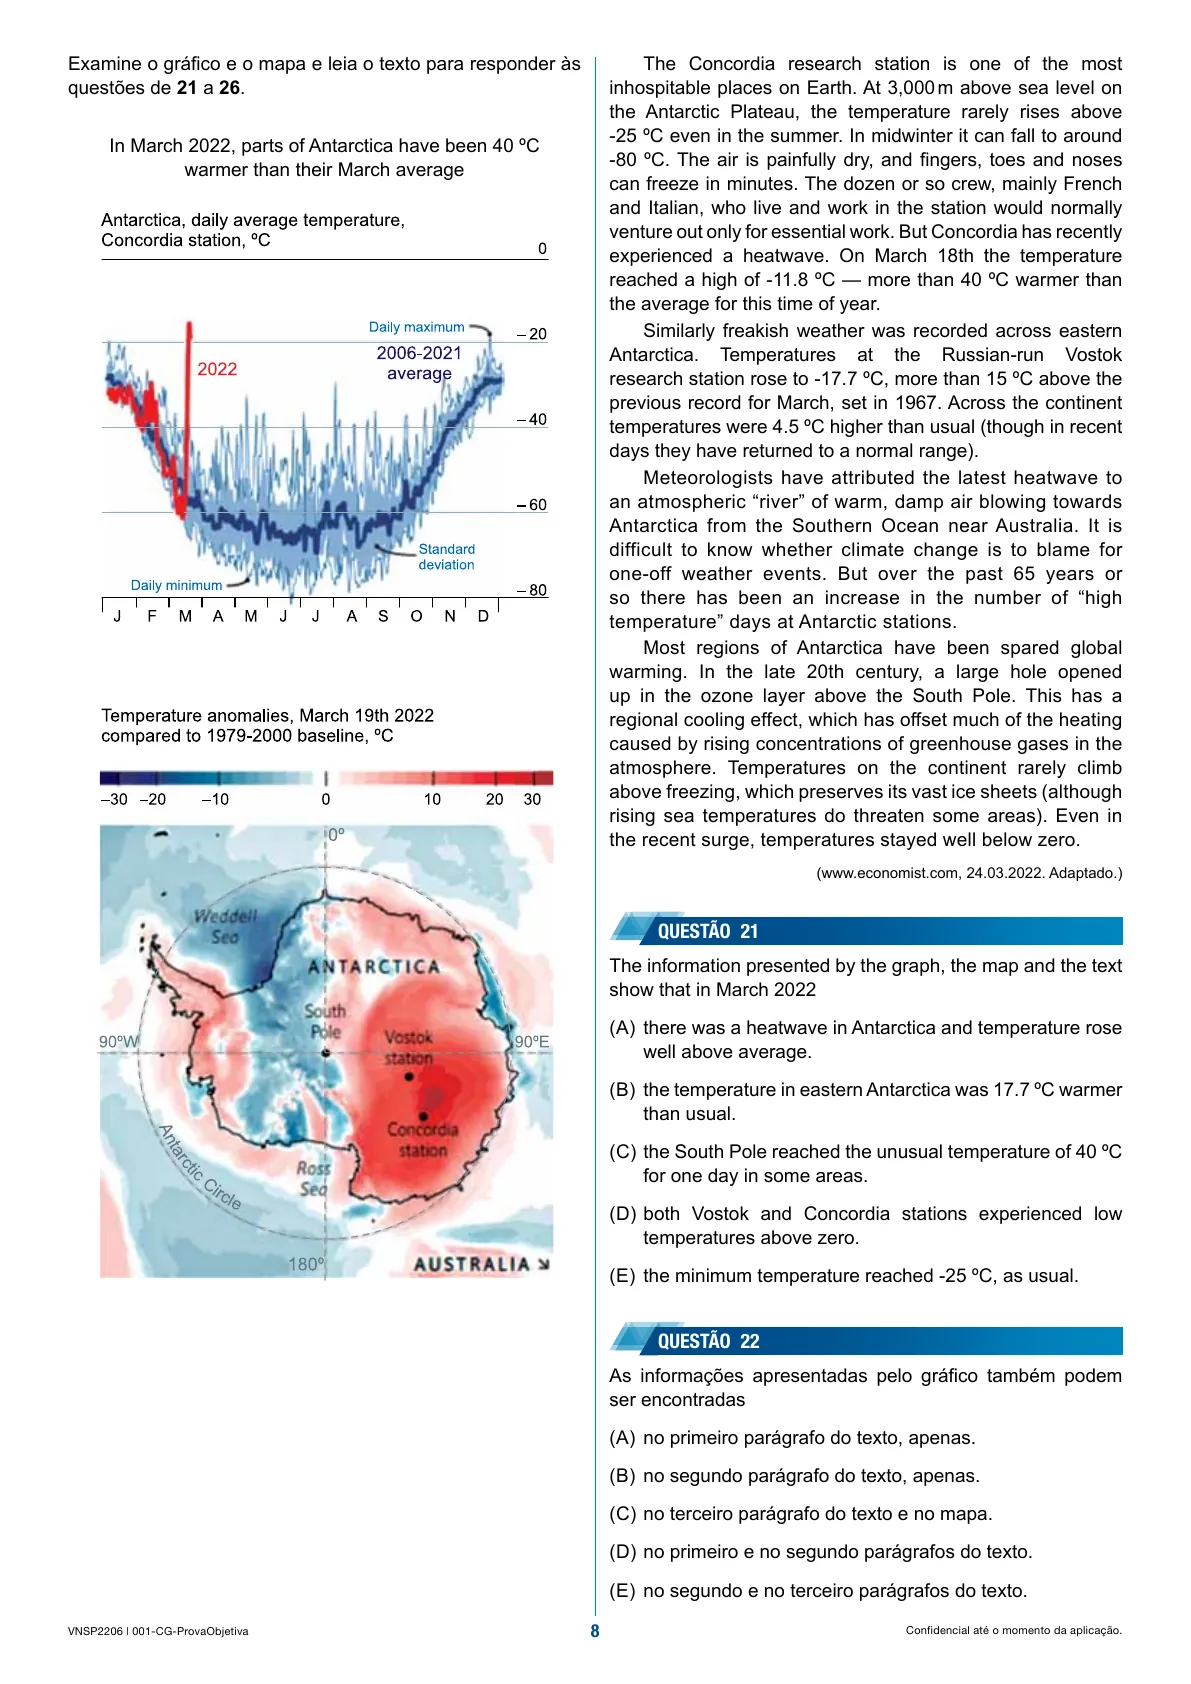 Examine o gráfico e o mapa e leia o texto para responder às
questões de 21 a 26.
In March 2022, parts of Antarctica have been 40 ºC
warmer than their March average
Antarctica, daily average temperature,
Concordia station, ºC
0
Daily maximum
– 20
2006-2021
average
2022
– 40
– 60
Standard
deviation
Daily minimum
– 80
J F M A M J J A S O N D
Temperature anomalies, March 19th 2022
compared to 1979-2000 baseline, ºC
–30 –20 –10 0 10 20 30
0º
Weddell
Sea
ANTARCTICA
South
Pole
Vostok
station
90ºW
90ºE
Concordia
station
Antarctic Circle
Ross
Sea
180º
AUSTRALIA
The Concordia research station is one of the most
inhospitable places on Earth. At 3,000 m above sea level on
the Antarctic Plateau, the temperature rarely rises above
-25 ºC even in the summer. In midwinter it can fall to around
-80 ºC. The air is painfully dry, and fingers, toes and noses
can freeze in minutes. The dozen or so crew, mainly French
and Italian, who live and work in the station would normally
venture out only for essential work. But Concordia has recently
experienced a heatwave. On March 18th the temperature
reached a high of -11.8 ºC — more than 40 ºC warmer than
the average for this time of year.
Similarly freakish weather was recorded across eastern
Antarctica. Temperatures at the Russian-run Vostok
research station rose to -17.7 ºC, more than 15 ºC above the
previous record for March, set in 1967. Across the continent
temperatures were 4.5 ºC higher than usual (though in recent
days they have returned to a normal range).
Meteorologists have attributed the latest heatwave to
an atmospheric “river” of warm, damp air blowing towards
Antarctica from the Southern Ocean near Australia. It is
difficult to know whether climate change is to blame for
one-off weather events. But over the past 65 years or
so there has been an increase in the number of “high
temperature” days at Antarctic stations.
Most regions of Antarctica have been spared global
warming. In the late 20th century, a large hole opened
up in the ozone layer above the South Pole. This has a
regional cooling effect, which has offset much of the heating
caused by rising concentrations of greenhouse gases in the
atmosphere. Temperatures on the continent rarely climb
above freezing, which preserves its vast ice sheets (although
rising sea temperatures do threaten some areas). Even in
the recent surge, temperatures stayed well below zero.
(www.economist.com, 24.03.2022. Adaptado.)
QUESTÃO 21
The information presented by the graph, the map and the text
show that in March 2022
(A) there was a heatwave in Antarctica and temperature rose
well above average.
(B) the temperature in eastern Antarctica was 17.7 ºC warmer
than usual.
(C) the South Pole reached the unusual temperature of 40 ºC
for one day in some areas.
(D) both Vostok and Concordia stations experienced low
temperatures above zero.
(E) the minimum temperature reached -25 ºC, as usual.
QUESTÃO 22
As informações apresentadas pelo gráfico também podem
ser encontradas
(A) no primeiro parágrafo do texto, apenas.
(B) no segundo parágrafo do texto, apenas.
(C) no terceiro parágrafo do texto e no mapa.
(D) no primeiro e no segundo parágrafos do texto.
(E) no segundo e no terceiro parágrafos do texto.
VNSP2206 | 001-CG-ProvaObjetiva
8
Confidencial até o momento da aplicação.